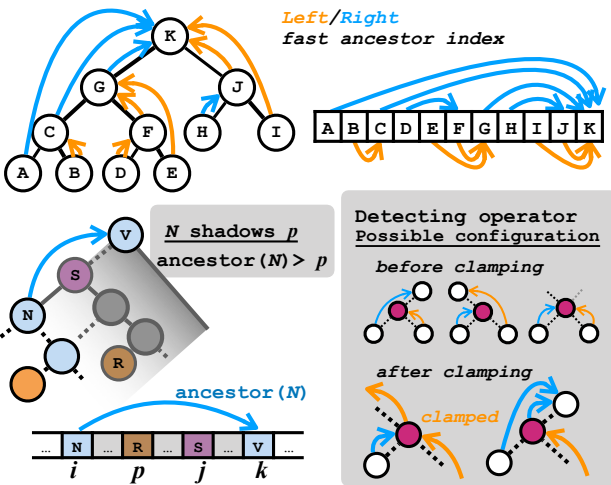 Left/Right
fast ancestor index
K
G
J
C
F
H
I
A
B
D
E
A B C D E F G H I J K
N shadows p
ancestor(N)> p
V
S
N
R
ancestor(N)
… N … R … S … V …
i p j k
Detecting operator
Possible configuration
before clamping
after clamping
clamped